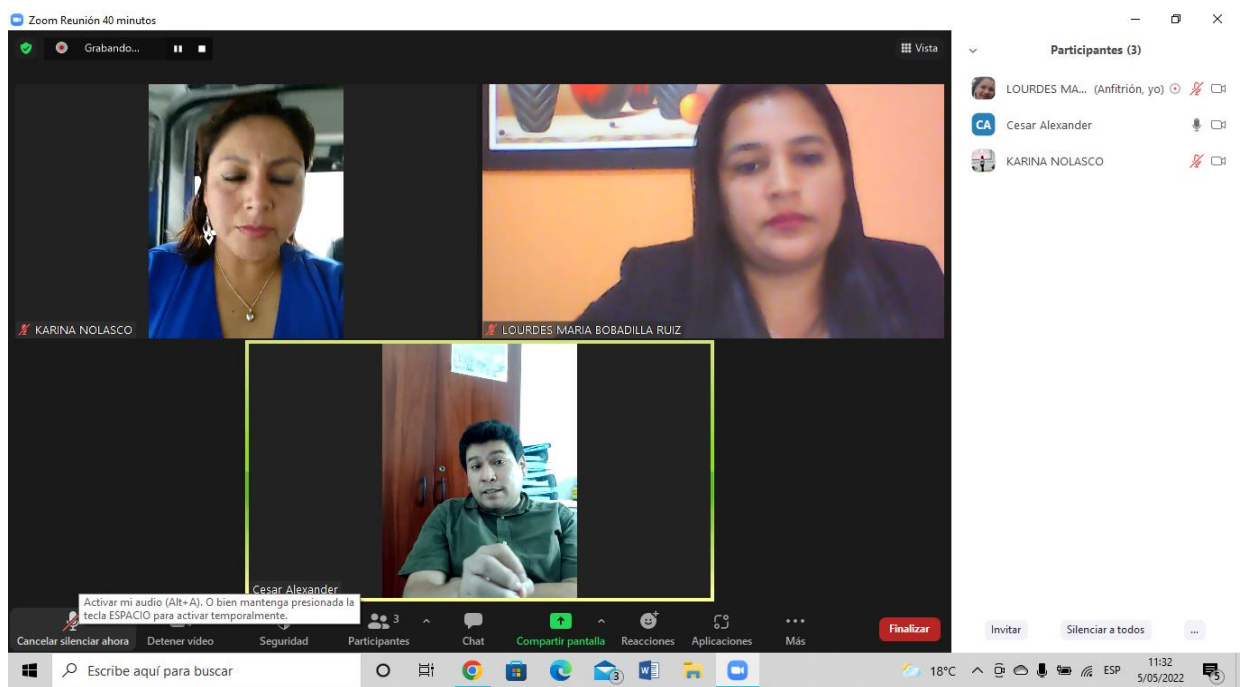 Zoom Reunión 40 minutos
Grabando...
Vista
Participantes (3)
LOURDES MA... (Anfitrión, yo)
CA Cesar Alexander
KARINA NOLASCO
KARINA NOLASCO
LOURDES MARIA BOBADILLA RUIZ
Cesar Alexander
Activar mi audio (Alt+A). O bien mantenga presionada la
tecla ESPACIO para activar temporalmente.
3
Cancelar silenciar ahora Detener video Seguridad Participantes Chat Compartir pantalla Reacciones Aplicaciones Más
Finalizar
Invitar Silenciar a todos ...
Escribe aquí para buscar
3
18°C
ESP
11:32
5/05/2022
5